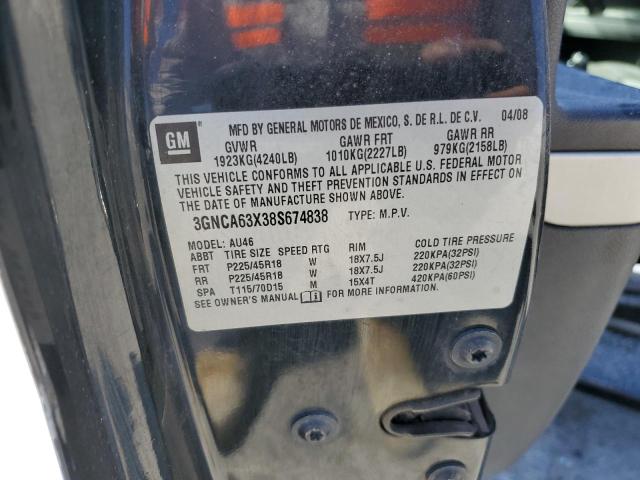 GM
MFD BY GENERAL MOTORS DE MEXICO, S. DE R.L. DE C.V. 04/08
GVWR GAWR FRT GAWR RR
1923KG(4240LB) 1010KG(2227LB) 979KG(2158LB)
THIS VEHICLE CONFORMS TO ALL APPLICABLE U.S. FEDERAL MOTOR
VEHICLE SAFETY AND THEFT PREVENTION STANDARDS IN EFFECT ON
THE DATE OF MANUFACTURE SHOWN ABOVE.
3GNCA63X38S674838 TYPE: M.P.V.
MODEL: AU46
ABBT TIRE SIZE SPEED RTG RIM COLD TIRE PRESSURE
FRT P225/45R18 W 18X7.5J 220KPA(32PSI)
RR P225/45R18 W 18X7.5J 220KPA(32PSI)
SPA T115/70D15 M 15X4T 420KPA(60PSI)
SEE OWNER'S MANUAL FOR MORE INFORMATION.